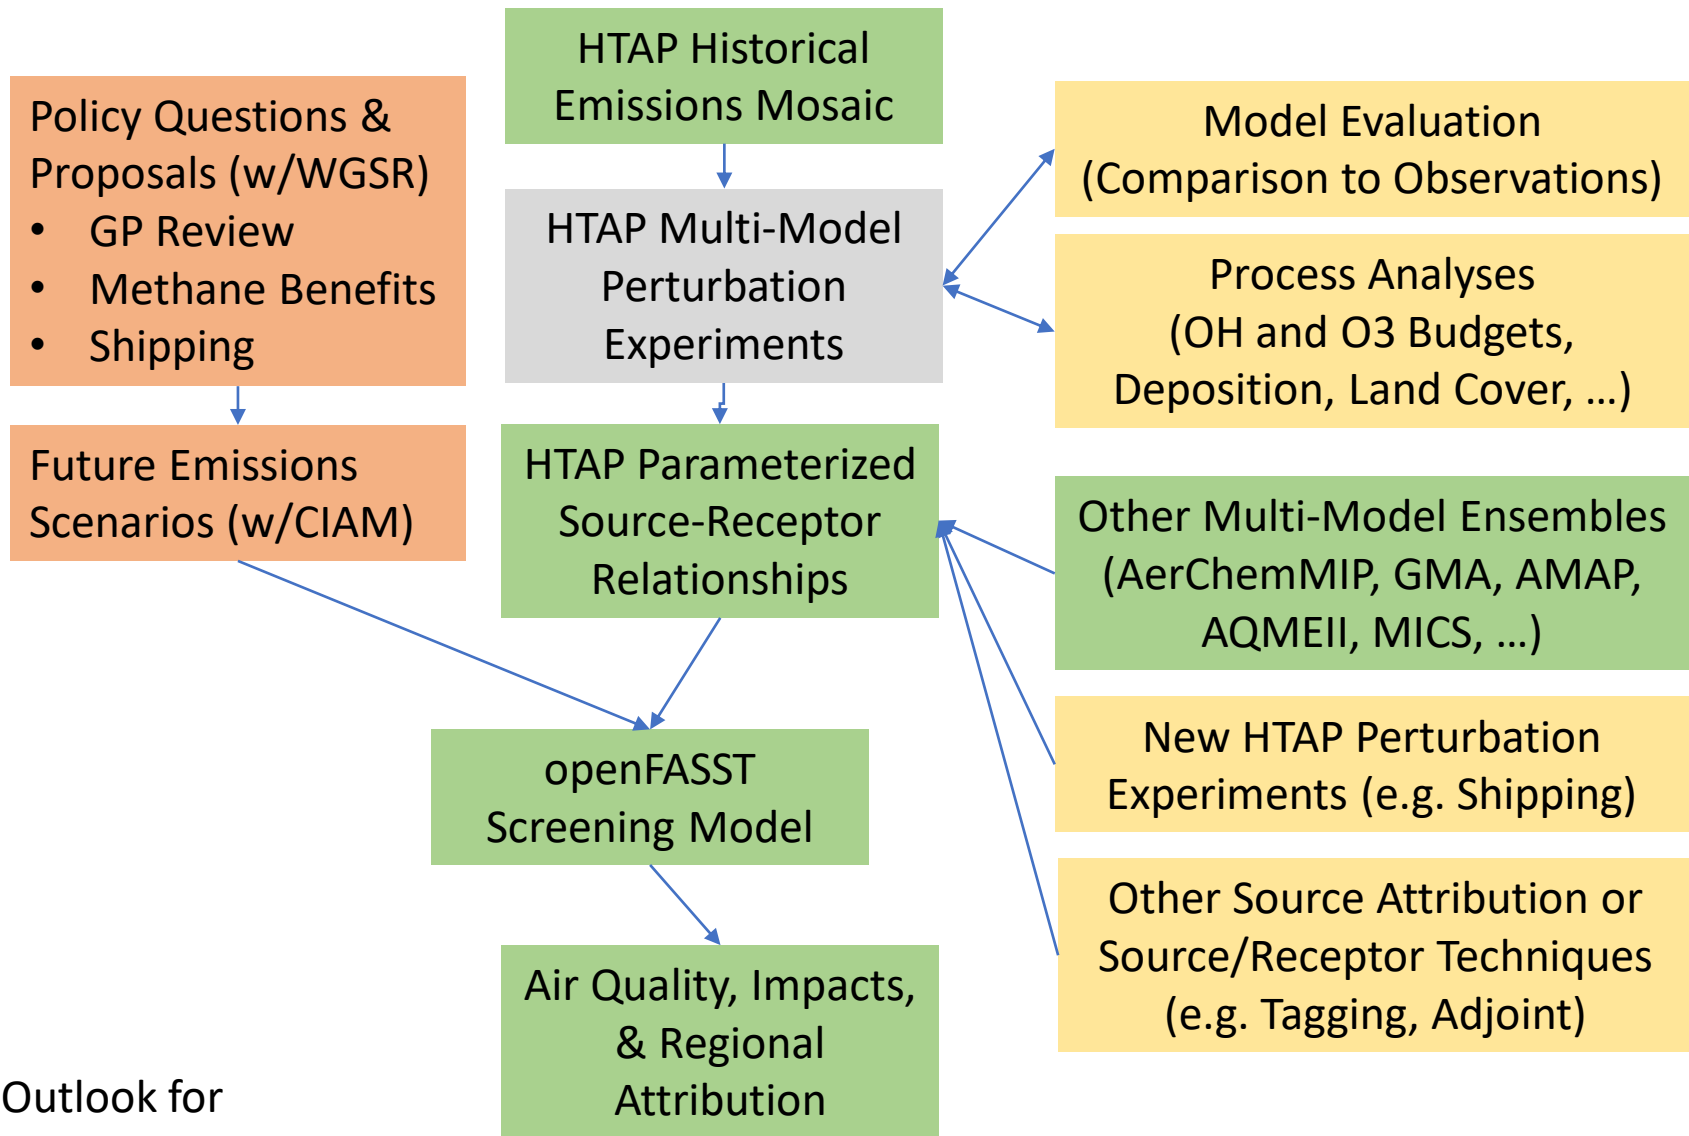 HTAP Historical
Emissions Mosaic
Policy Questions &
Proposals (w/WGSR)
• GP Review
• Methane Benefits
• Shipping
Model Evaluation
(Comparison to Observations)
HTAP Multi-Model
Perturbation
Experiments
Process Analyses
(OH and O3 Budgets,
Deposition, Land Cover, ...)
Future Emissions
Scenarios (w/CIAM)
HTAP Parameterized
Source-Receptor
Relationships
Other Multi-Model Ensembles
(AerChemMIP, GMA, AMAP,
AQMEII, MICS, ...)
New HTAP Perturbation
Experiments (e.g. Shipping)
openFASST
Screening Model
Other Source Attribution or
Source/Receptor Techniques
(e.g. Tagging, Adjoint)
Air Quality, Impacts,
& Regional
Attribution
Outlook for